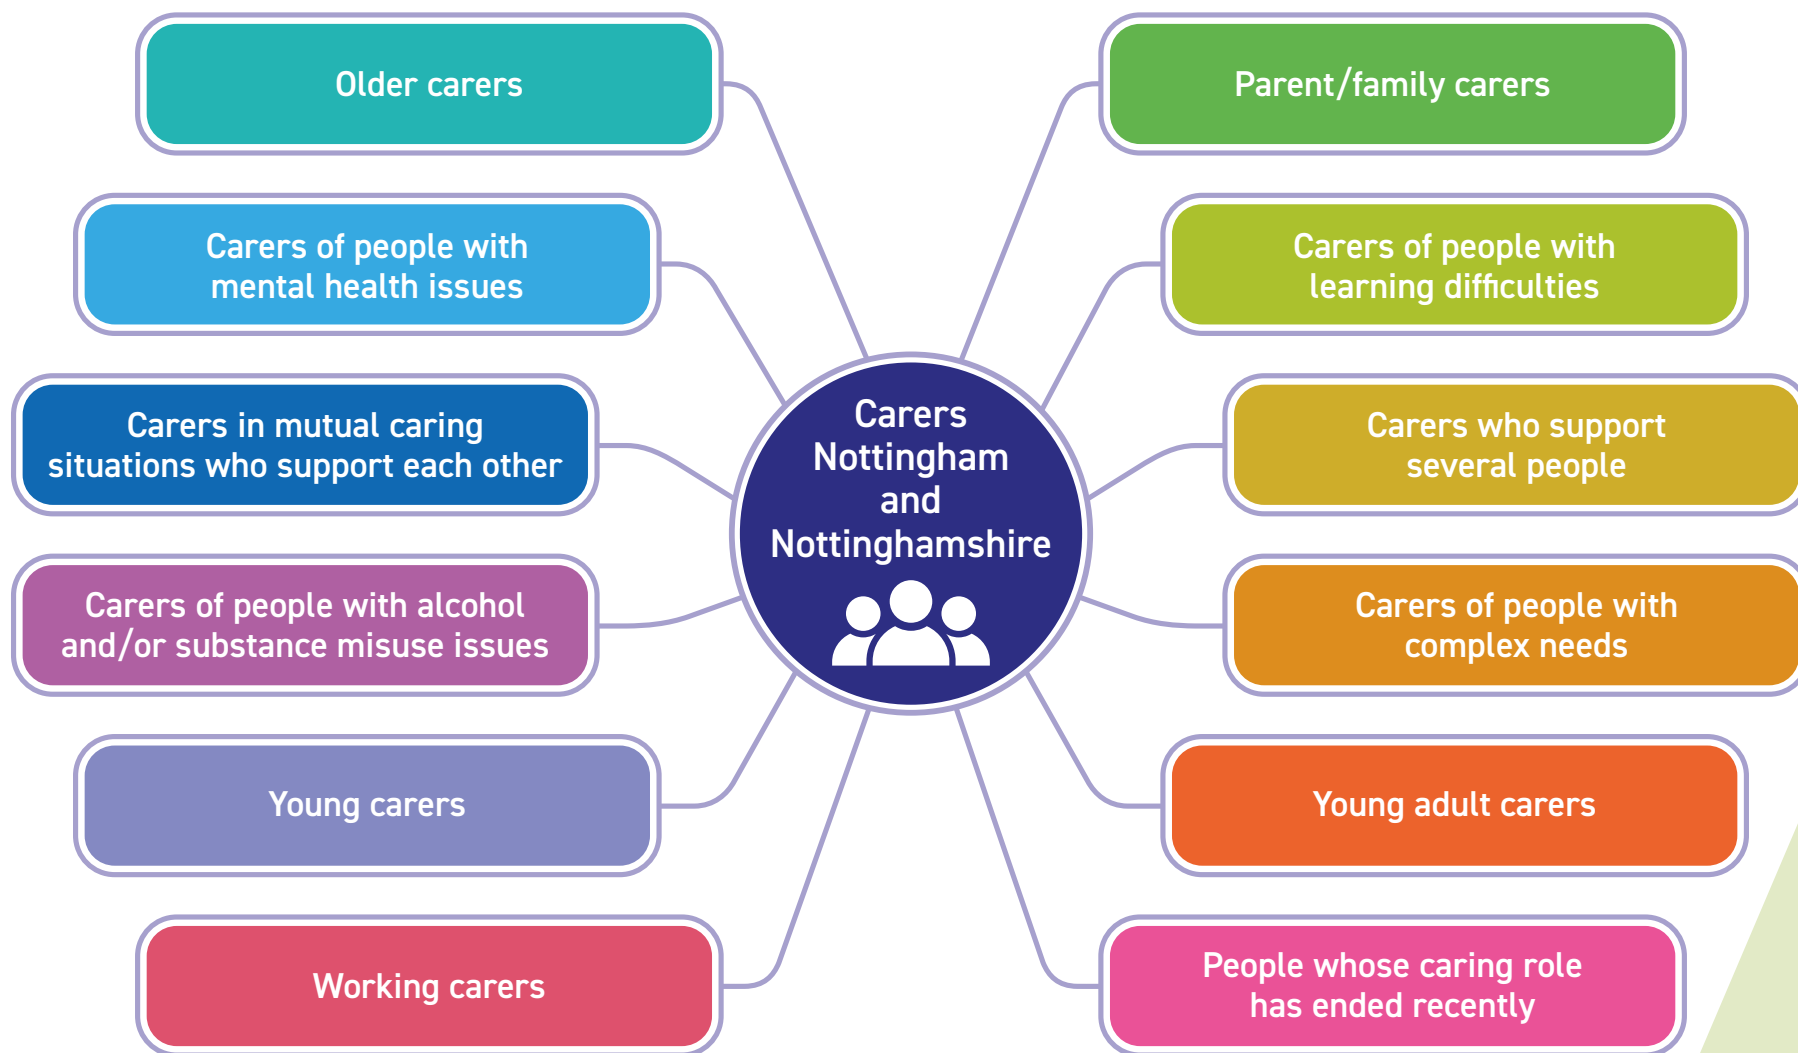 Older carers
Parent/family carers
Carers of people with
mental health issues
Carers of people with
learning difficulties
Carers in mutual caring
situations who support each other
Carers
Nottingham
and
Nottinghamshire
Carers who support
several people
Carers of people with alcohol
and/or substance misuse issues
Carers of people with
complex needs
Young carers
Young adult carers
Working carers
People whose caring role
has ended recently